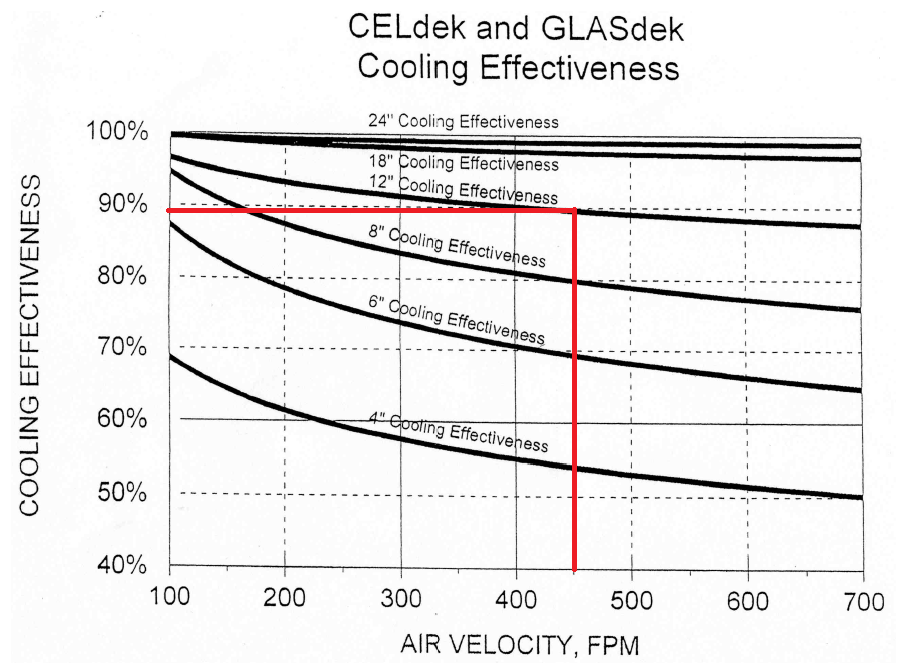 CELdek and GLASdek
Cooling Effectiveness
24" Cooling Effectiveness
100%
18" Cooling Effectiveness
12" Cooling Effectiveness
90%
8" Cooling Effectiveness
80%
6" Cooling Effectiveness
70%
4" Cooling Effectiveness
60%
50%
40%
COOLING EFFECTIVENESS
100 200 300 400 500 600 700
AIR VELOCITY, FPM